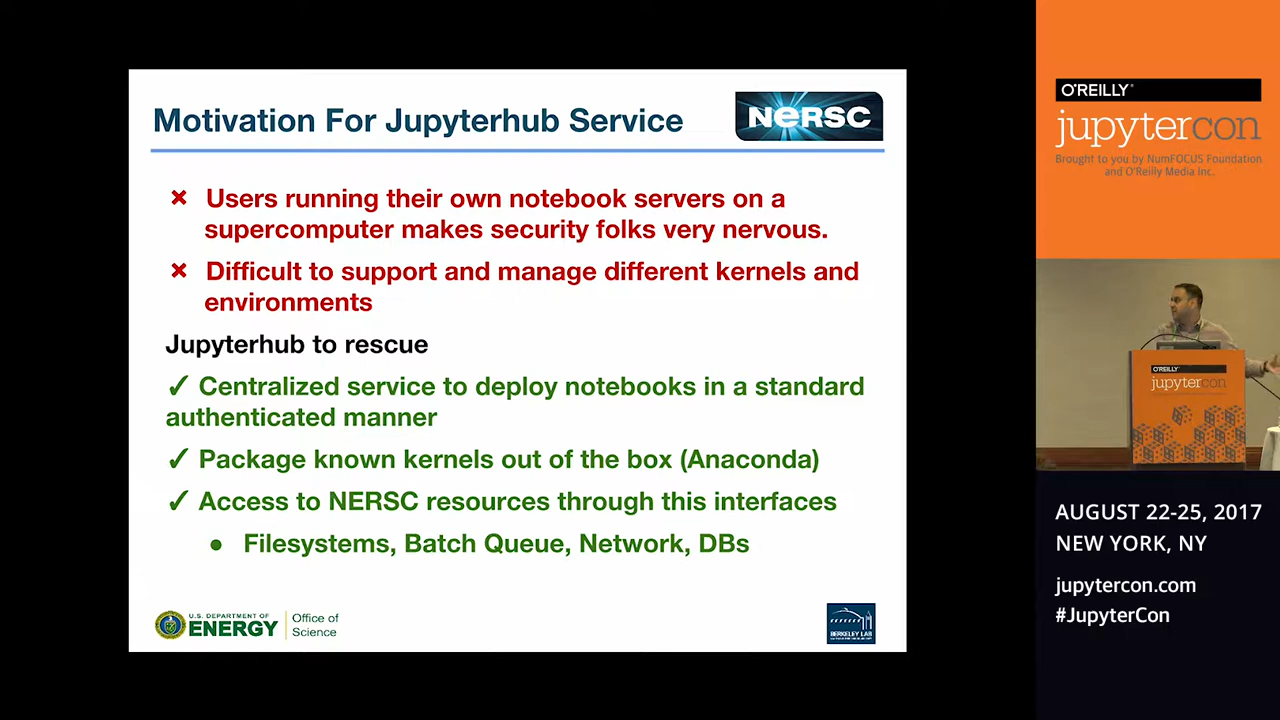 Motivation For Jupyterhub Service
NERSC
× Users running their own notebook servers on a
supercomputer makes security folks very nervous.
× Difficult to support and manage different kernels and
environments
Jupyterhub to rescue
✓ Centralized service to deploy notebooks in a standard
authenticated manner
✓ Package known kernels out of the box (Anaconda)
✓ Access to NERSC resources through this interfaces
● Filesystems, Batch Queue, Network, DBs
U.S. DEPARTMENT OF
ENERGY
Office of
Science
BERKELEY LAB
O'REILLY®
jupytercon
Brought to you by NumFOCUS Foundation
and O'Reilly Media Inc.
O'REILLY
jupytercon
AUGUST 22-25, 2017
NEW YORK, NY
jupytercon.com
#JupyterCon